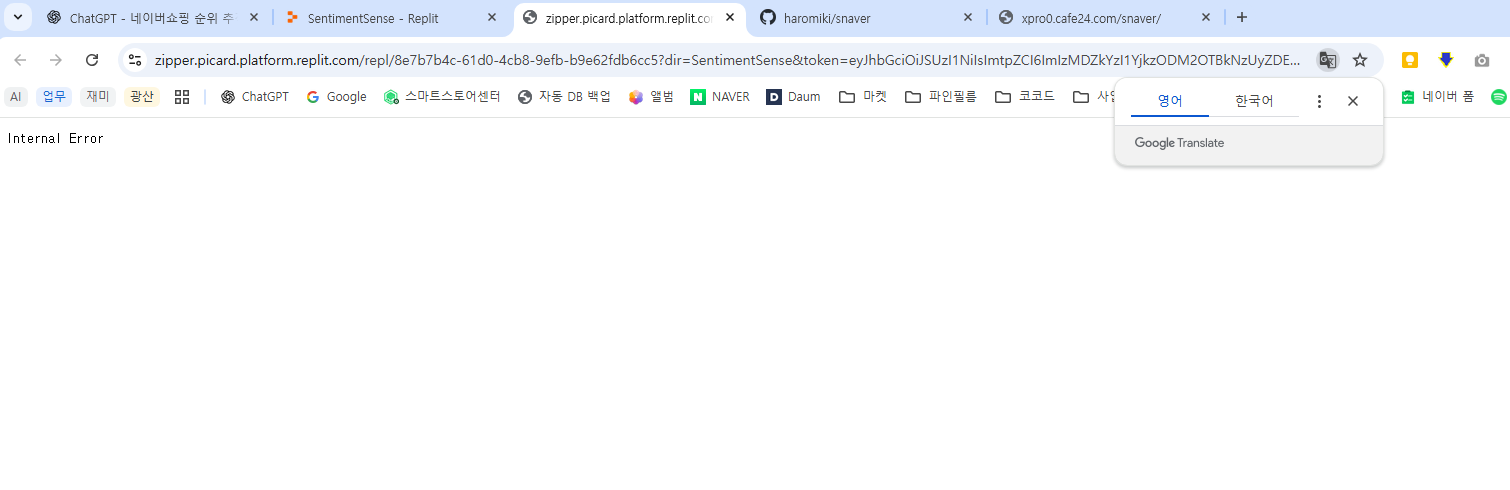 ChatGPT - 네이버쇼핑 순위 추
SentimentSense - Replit
zipper.picard.platform.replit.co
haromiki/snaver
xpro0.cafe24.com/snaver/
zipper.picard.platform.replit.com/repl/8e7b7b4c-61d0-4cb8-9efb-b9e62fdb6cc5?dir=SentimentSense&token=eyJhbGciOiJSUzI1NiIsImtpZCI6ImIzMDZkYzI1YjkzODM2OTBkNzUyZDE...
AI 업무 재미 광산 ChatGPT Google 스마트스토어센터 자동 DB 백업 앨범 NAVER Daum 마켓 파인필름 코코드 사업 네이버 폼
영어 한국어
Internal Error
Google Translate